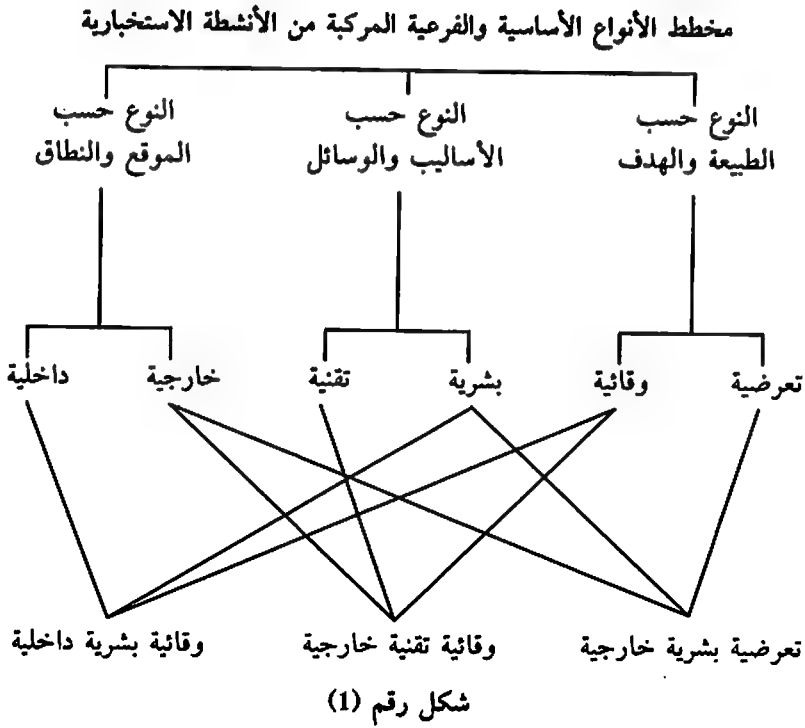 مخطط الأنواع الأساسية والفرعية المركبة من الأنشطة الاستخبارية
النوع حسب
الطبيعة والهدف
النوع حسب
الأساليب والوسائل
النوع حسب
الموقع والنطاق
تعرضية
وقائية
بشرية
تقنية
خارجية
داخلية
تعرضية بشرية خارجية
وقائية تقنية خارجية
وقائية بشرية داخلية
شكل رقم (1)